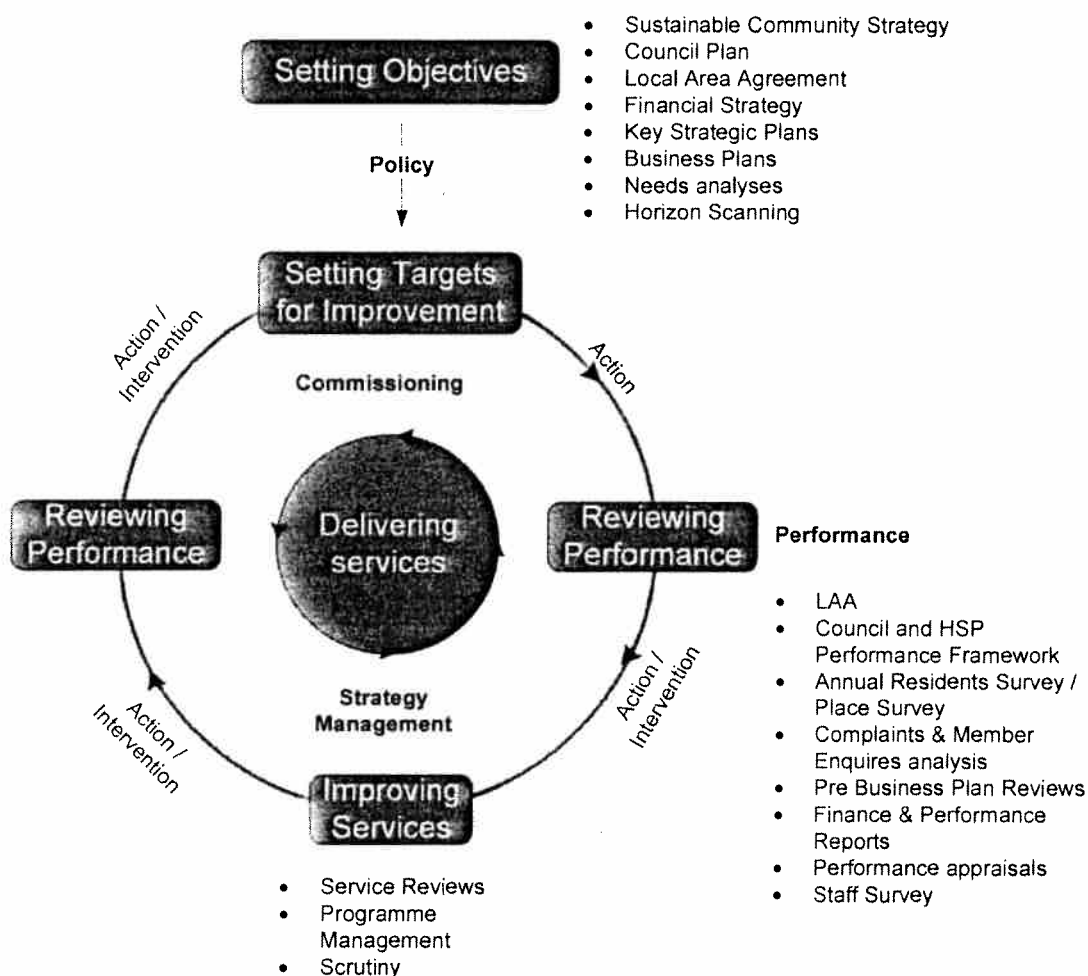 Setting Objectives
• Sustainable Community Strategy
• Council Plan
• Local Area Agreement
• Financial Strategy
• Key Strategic Plans
• Business Plans
• Needs analyses
• Horizon Scanning
Policy
Setting Targets
for Improvement
Action /
Intervention
Action
Commissioning
Reviewing
Performance
Delivering
services
Reviewing
Performance
Performance
• LAA
• Council and HSP
Performance Framework
• Annual Residents Survey /
Place Survey
• Complaints & Member
Enquires analysis
• Pre Business Plan Reviews
• Finance & Performance
Reports
• Performance appraisals
• Staff Survey
Action /
Intervention
Strategy
Management
Action /
Intervention
Improving
Services
• Service Reviews
• Programme
Management
• Scrutiny